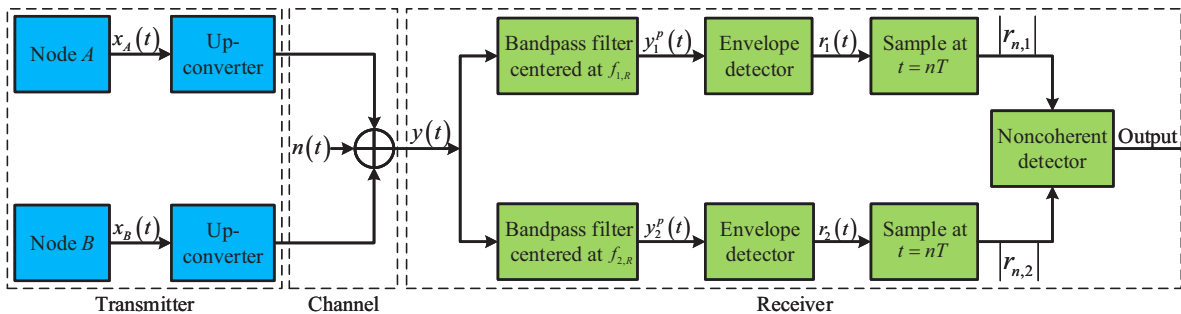 Node A
x_A(t)
Up-
converter
n(t)
y(t)
Bandpass filter
centered at f_{1,R}
y_1^p(t)
Envelope
detector
r_1(t)
Sample at
t = nT
|r_{n,1}|
Noncoherent
detector
Output
Node B
x_B(t)
Up-
converter
Bandpass filter
centered at f_{2,R}
y_2^p(t)
Envelope
detector
r_2(t)
Sample at
t = nT
|r_{n,2}|
Transmitter
Channel
Receiver